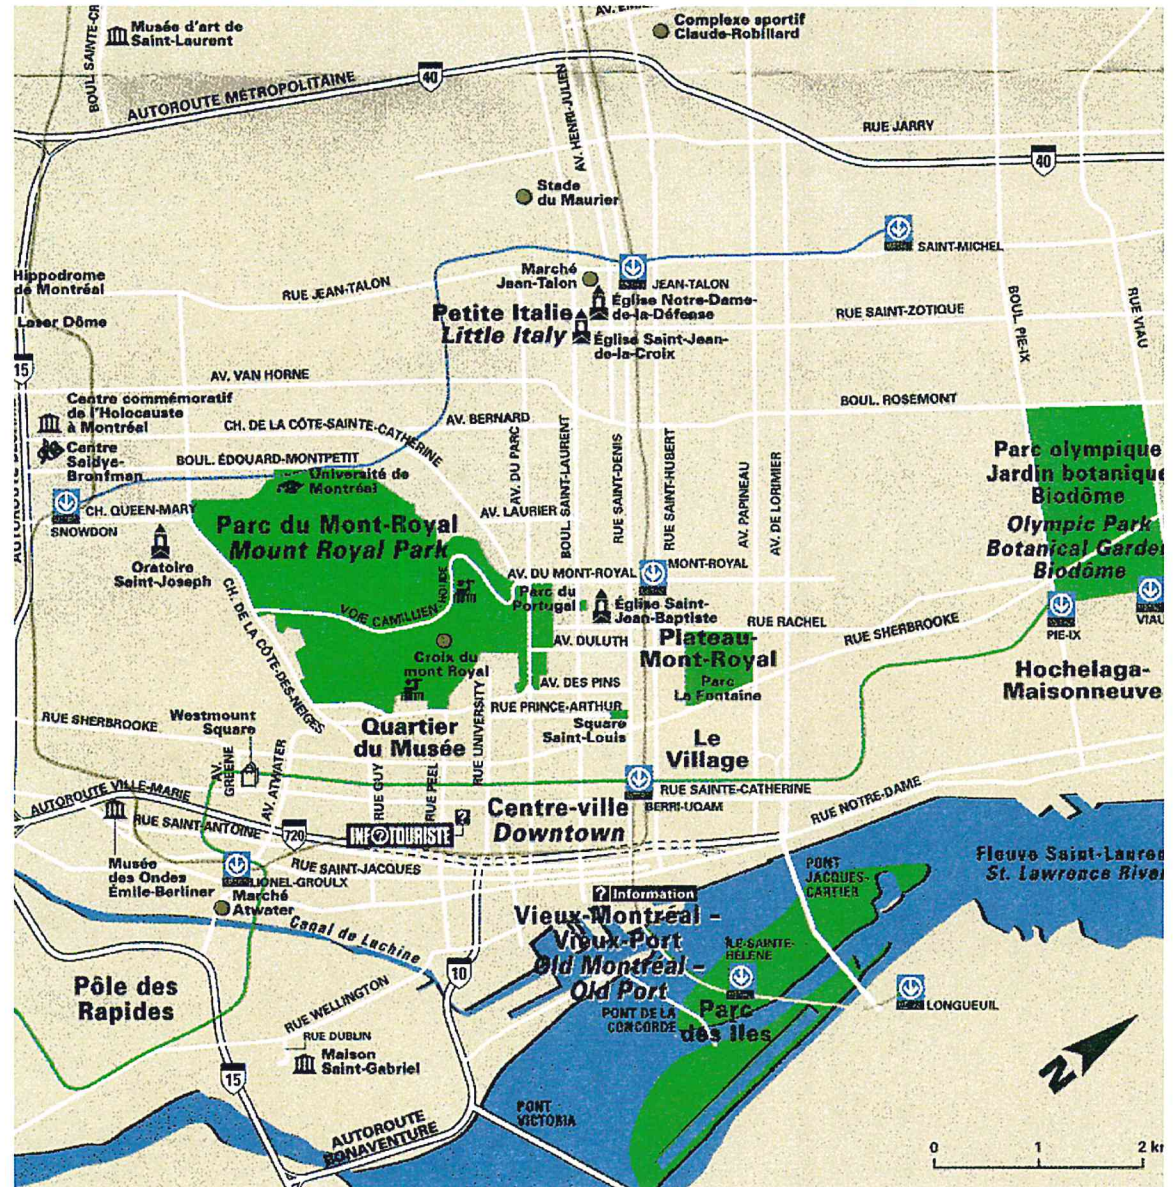 BOUL. SAINTE-CR
Musée d'art de
Saint-Laurent
Complexe sportif
Claude-Robillard
40
AUTOROUTE MÉTROPOLITAINE
AV. HENRI-JULIEN
RUE JARRY
40
Stade
du Maurier
SAINT-MICHEL
Hippodrome
de Montréal
RUE JEAN-TALON
Marché
Jean-Talon
JEAN-TALON
Église Notre-Dame-
de-la-Défense
Petite Italie
Little Italy
Église Saint-Jean-
de-la-Croix
RUE SAINT-ZOTIQUE
BOUL. PIE-IX
RUE VIAU
Laser Dôme
15
AV. VAN HORNE
Centre commémoratif
de l'Holocauste
à Montréal
CH. DE LA CÔTE-SAINTE-CATHERINE
AV. BERNARD
BOUL. ROSEMONT
Centre
Saidye-
Bronfman
BOUL. ÉDOUARD-MONTPETIT
Université de
Montréal
AV. DU PARC
BOUL. SAINT-LAURENT
RUE SAINT-DENIS
RUE SAINT-HUBERT
AV. PAPINEAU
AV. DE LORIMIER
Parc olympique
Jardin botanique
Biodôme
Olympic Park
Botanical Garde
Biodôme
CH. QUEEN-MARY
SNOWDON
Parc du Mont-Royal
Mount Royal Park
AV. LAURIER
Oratoire
Saint-Joseph
AV. DU MONT-ROYAL
MONT-ROYAL
VOIE CAMILLIEN-HOUDE
Parc du
Portugal
Église Saint-
Jean-Baptiste
RUE RACHEL
RUE SHERBROOKE
PIE-IX
VIAU
CH. DE LA CÔTE-DES-NEIGES
Croix du
mont Royal
AV. DULUTH
Plateau-
Mont-Royal
Parc
La Fontaine
Hochelaga-
Maisonneuve
AV. DES PINS
RUE SHERBROOKE
Westmount
Square
Quartier
du Musée
RUE UNIVERSITY
RUE PRINCE-ARTHUR
Square
Saint-Louis
Le
Village
AV.
GREENE
AV. ATWATER
RUE GUY
RUE PEEL
RUE SAINTE-CATHERINE
BERRI-UQAM
RUE NOTRE-DAME
AUTOROUTE VILLE-MARIE
Centre-ville
Downtown
RUE SAINT-ANTOINE
720
INFOTOURISTE
?
RUE SAINT-JACQUES
Musée
des Ondes
Émile-Berliner
LIONEL-GROULX
Marché
Atwater
PONT
JACQUES-
CARTIER
Fleuve Saint-Lauren
St. Lawrence River
? Information
Canal de Lachine
Vieux-Montréal –
Vieux-Port
Old Montréal –
Old Port
ÎLE-SAINTE-
HÉLÈNE
10
Pôle des
Rapides
RUE WELLINGTON
PONT DE LA
CONCORDE
Parc
des Iles
LONGUEUIL
RUE DUBLIN
Maison
Saint-Gabriel
15
N
PONT
VICTORIA
AUTOROUTE
BONAVENTURE
0 1 2 k